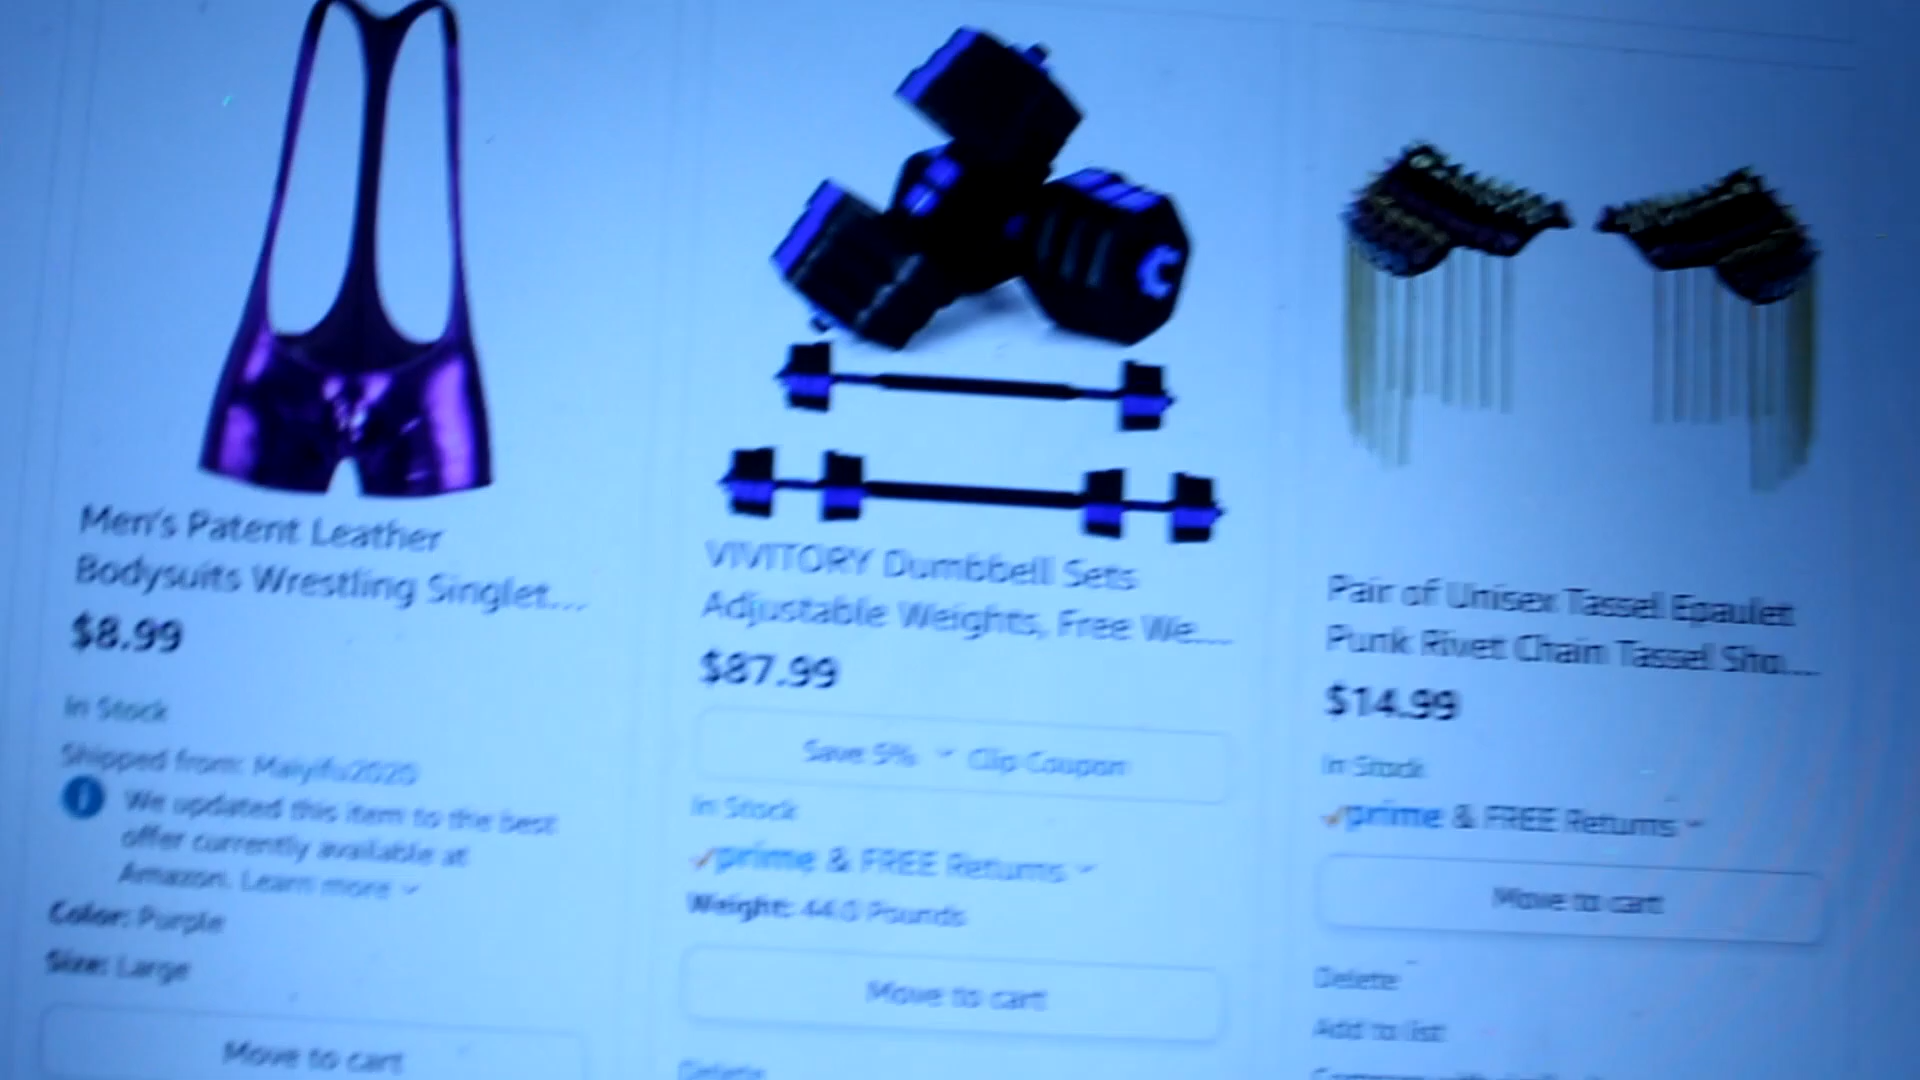 Men's Patent Leather
Bodysuits Wrestling Singlet...
$8.99
In Stock
Shipped from: Maiyifu2020
We updated this item to the best
offer currently available at
Amazon. Learn more
Color: Purple
Size: Large
Move to cart
VIVITORY Dumbbell Sets
Adjustable Weights, Free We...
$87.99
Save 5% Clip Coupon
In Stock
prime & FREE Returns
Weight: 44.0 Pounds
Move to cart
Delete
Pair of Unisex Tassel Epaulet
Punk Rivet Chain Tassel Sho...
$14.99
In Stock
prime & FREE Returns
Move to cart
Delete
Add to list